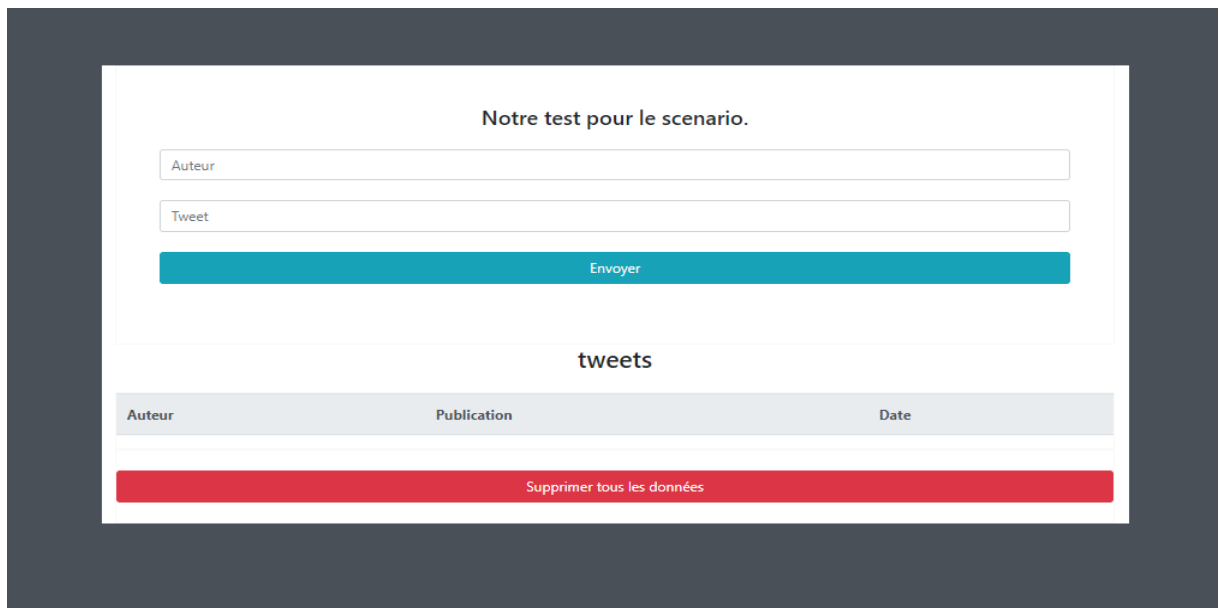 Notre test pour le scenario.
Auteur
Tweet
Envoyer
tweets
Auteur Publication Date
Supprimer tous les données